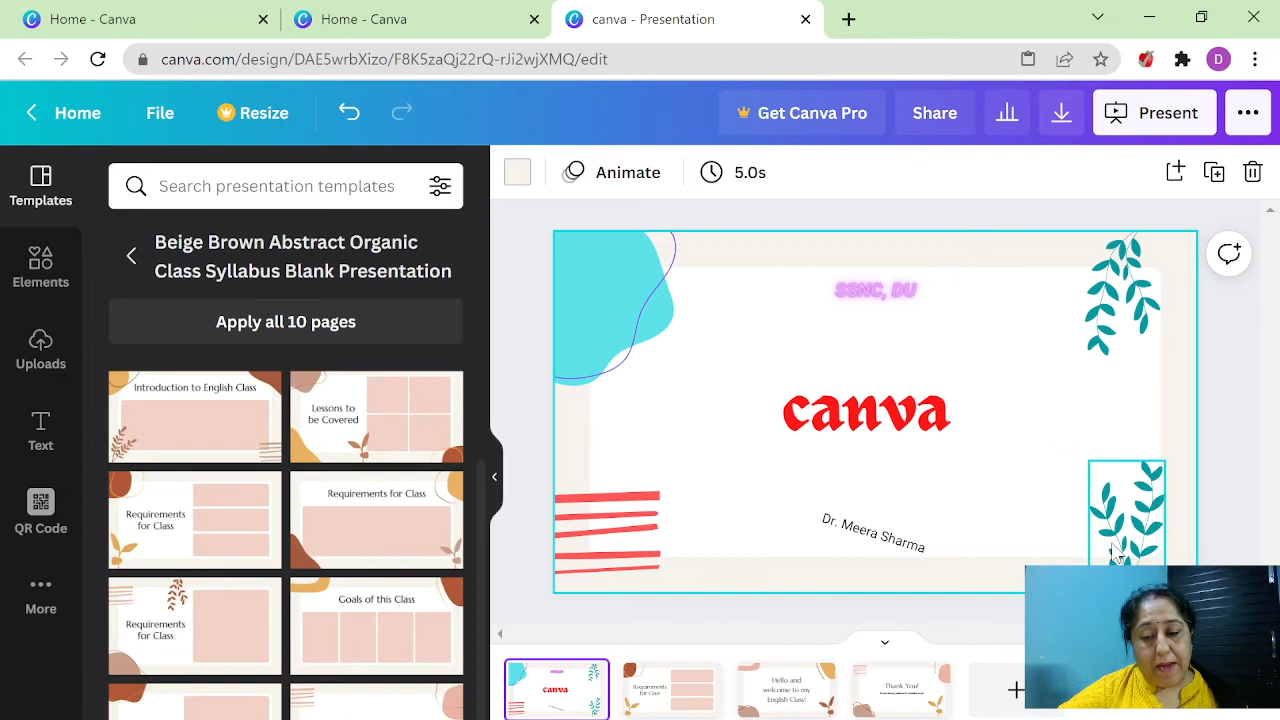 Home - Canva
Home - Canva
canva - Presentation
canva.com/design/DAE5wrbXizo/F8K5zaQj22rQ-rJi2wjXMQ/edit
D
Home
File
Resize
Get Canva Pro
Share
Present
Templates
Elements
Uploads
Text
QR Code
More
Search presentation templates
Beige Brown Abstract Organic
Class Syllabus Blank Presentation
Apply all 10 pages
Introduction to English Class
Lessons to
be Covered
Requirements
for Class
Requirements for Class
Requirements
for Class
Goals of this Class
Animate
5.0s
SSNC, DU
canva
Dr. Meera Sharma
canva
Requirements
for Class
Hello and
welcome to my
English Class!
Thank You!